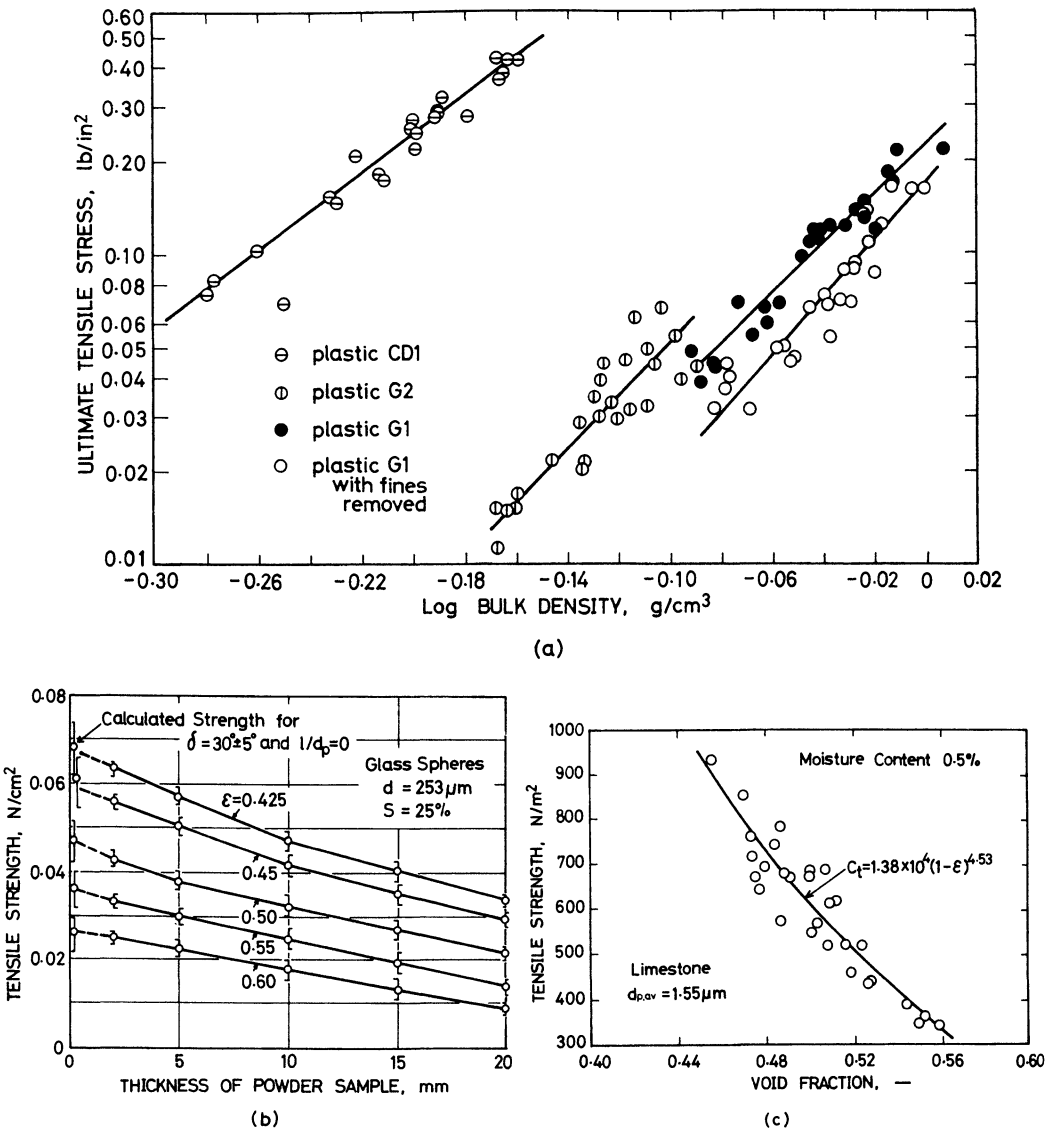 0·60
0·50
0·40
0·30
0·20
0·10
0·08
0·06
0·05
0·04
0·03
0·02
0·01
ULTIMATE TENSILE STRESS, lb/in²
⊖ plastic CD1
⦶ plastic G2
● plastic G1
○ plastic G1
with fines
removed
-0·30 -0·26 -0·22 -0·18 -0·14 -0·10 -0·06 -0·02 0 0·02
Log BULK DENSITY, g/cm³
(a)
0·08
0·06
0·04
0·02
0
TENSILE STRENGTH, N/cm²
Calculated Strength for
δ = 30°±5° and 1/dp=0
Glass Spheres
d = 253μm
S = 25%
ε=0.425
0.45
0.50
0.55
0.60
0 5 10 15 20
THICKNESS OF POWDER SAMPLE, mm
(b)
1000
900
800
700
600
500
400
300
TENSILE STRENGTH, N/m²
Moisture Content 0.5%
Ct=1.38×10⁴(1-ε)⁴·⁵³
Limestone
dp,av = 1.55μm
0·40 0·44 0·48 0·52 0·56 0·60
VOID FRACTION, —
(c)